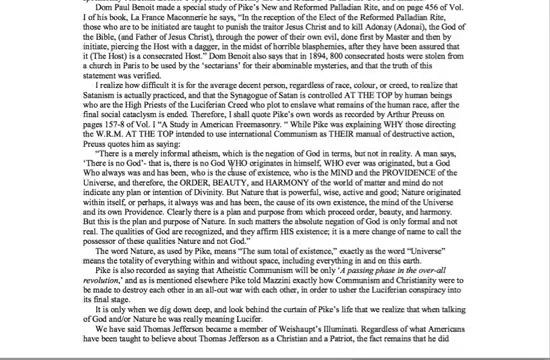 Dom Paul Benoit made a special study of Pike's New and Reformed Palladian Rite, and on page 456 of Vol.
I of his book, La France Maconnerie he says, "In the reception of the Elect of the Reformed Palladian Rite,
those who are to be initiated are taught to punish the traitor Jesus Christ and to kill Adonay (Adonai), the God of
the Bible, (and Father of Jesus Christ), through the power of their own evil, done first by Master and then by
initiate, piercing the Host with a dagger, in the midst of horrible blasphemies, after they have been assured that
it (The Host) is a consecrated Host." Dom Benoit also says that in 1894, 800 consecrated hosts were stolen from
a church in Paris to be used by the 'sectarians' for their abominable mysteries, and that the truth of this
statement was verified.
I realize how difficult it is for the average decent person, regardless of race, colour, or creed, to realize that
Satanism is actually practiced, and that the Synagogue of Satan is controlled AT THE TOP by human beings
who are the High Priests of the Luciferian Creed who plot to enslave what remains of the human race, after the
final social cataclysm is ended. Therefore, I shall quote Pike's own words as recorded by Arthur Preuss on
pages 157-8 of Vol. I "A Study in American Freemasonry. " While Pike was explaining WHY those directing
the W.R.M. AT THE TOP intended to use international Communism as THEIR manual of destructive action,
Preuss quotes him as saying:
"There is a merely informal atheism, which is the negation of God in terms, but not in reality. A man says,
'There is no God'- that is, there is no God WHO originates in himself, WHO ever was originated, but a God
Who always was and has been, who is the cause of existence, who is the MIND and the PROVIDENCE of the
Universe, and therefore, the ORDER, BEAUTY, and HARMONY of the world of matter and mind do not
indicate any plan or intention of Divinity. But Nature that is powerful, wise, active and good; Nature originated
within itself, or perhaps, it always was and has been, the cause of its own existence, the mind of the Universe
and its own Providence. Clearly there is a plan and purpose from which proceed order, beauty, and harmony.
But this is the plan and purpose of Nature. In such matters the absolute negation of God is only formal and not
real. The qualities of God are recognized, and they affirm HIS existence; it is a mere change of name to call the
possessor of these qualities Nature and not God."
The word Nature, as used by Pike, means "The sum total of existence," exactly as the word "Universe"
means the totality of everything within and without space, including everything in and on this earth.
Pike is also recorded as saying that Atheistic Communism will be only 'A passing phase in the over-all
revolution,' and as is mentioned elsewhere Pike told Mazzini exactly how Communism and Christianity were to
be made to destroy each other in an all-out war with each other, in order to usher the Luciferian conspiracy into
its final stage.
It is only when we dig down deep, and look behind the curtain of Pike's life that we realize that when talking
of God and/or Nature he was really meaning Lucifer.
We have said Thomas Jefferson became a member of Weishaupt's Illuminati. Regardless of what Americans
have been taught to believe about Thomas Jefferson as a Christian and a Patriot, the fact remains that he did